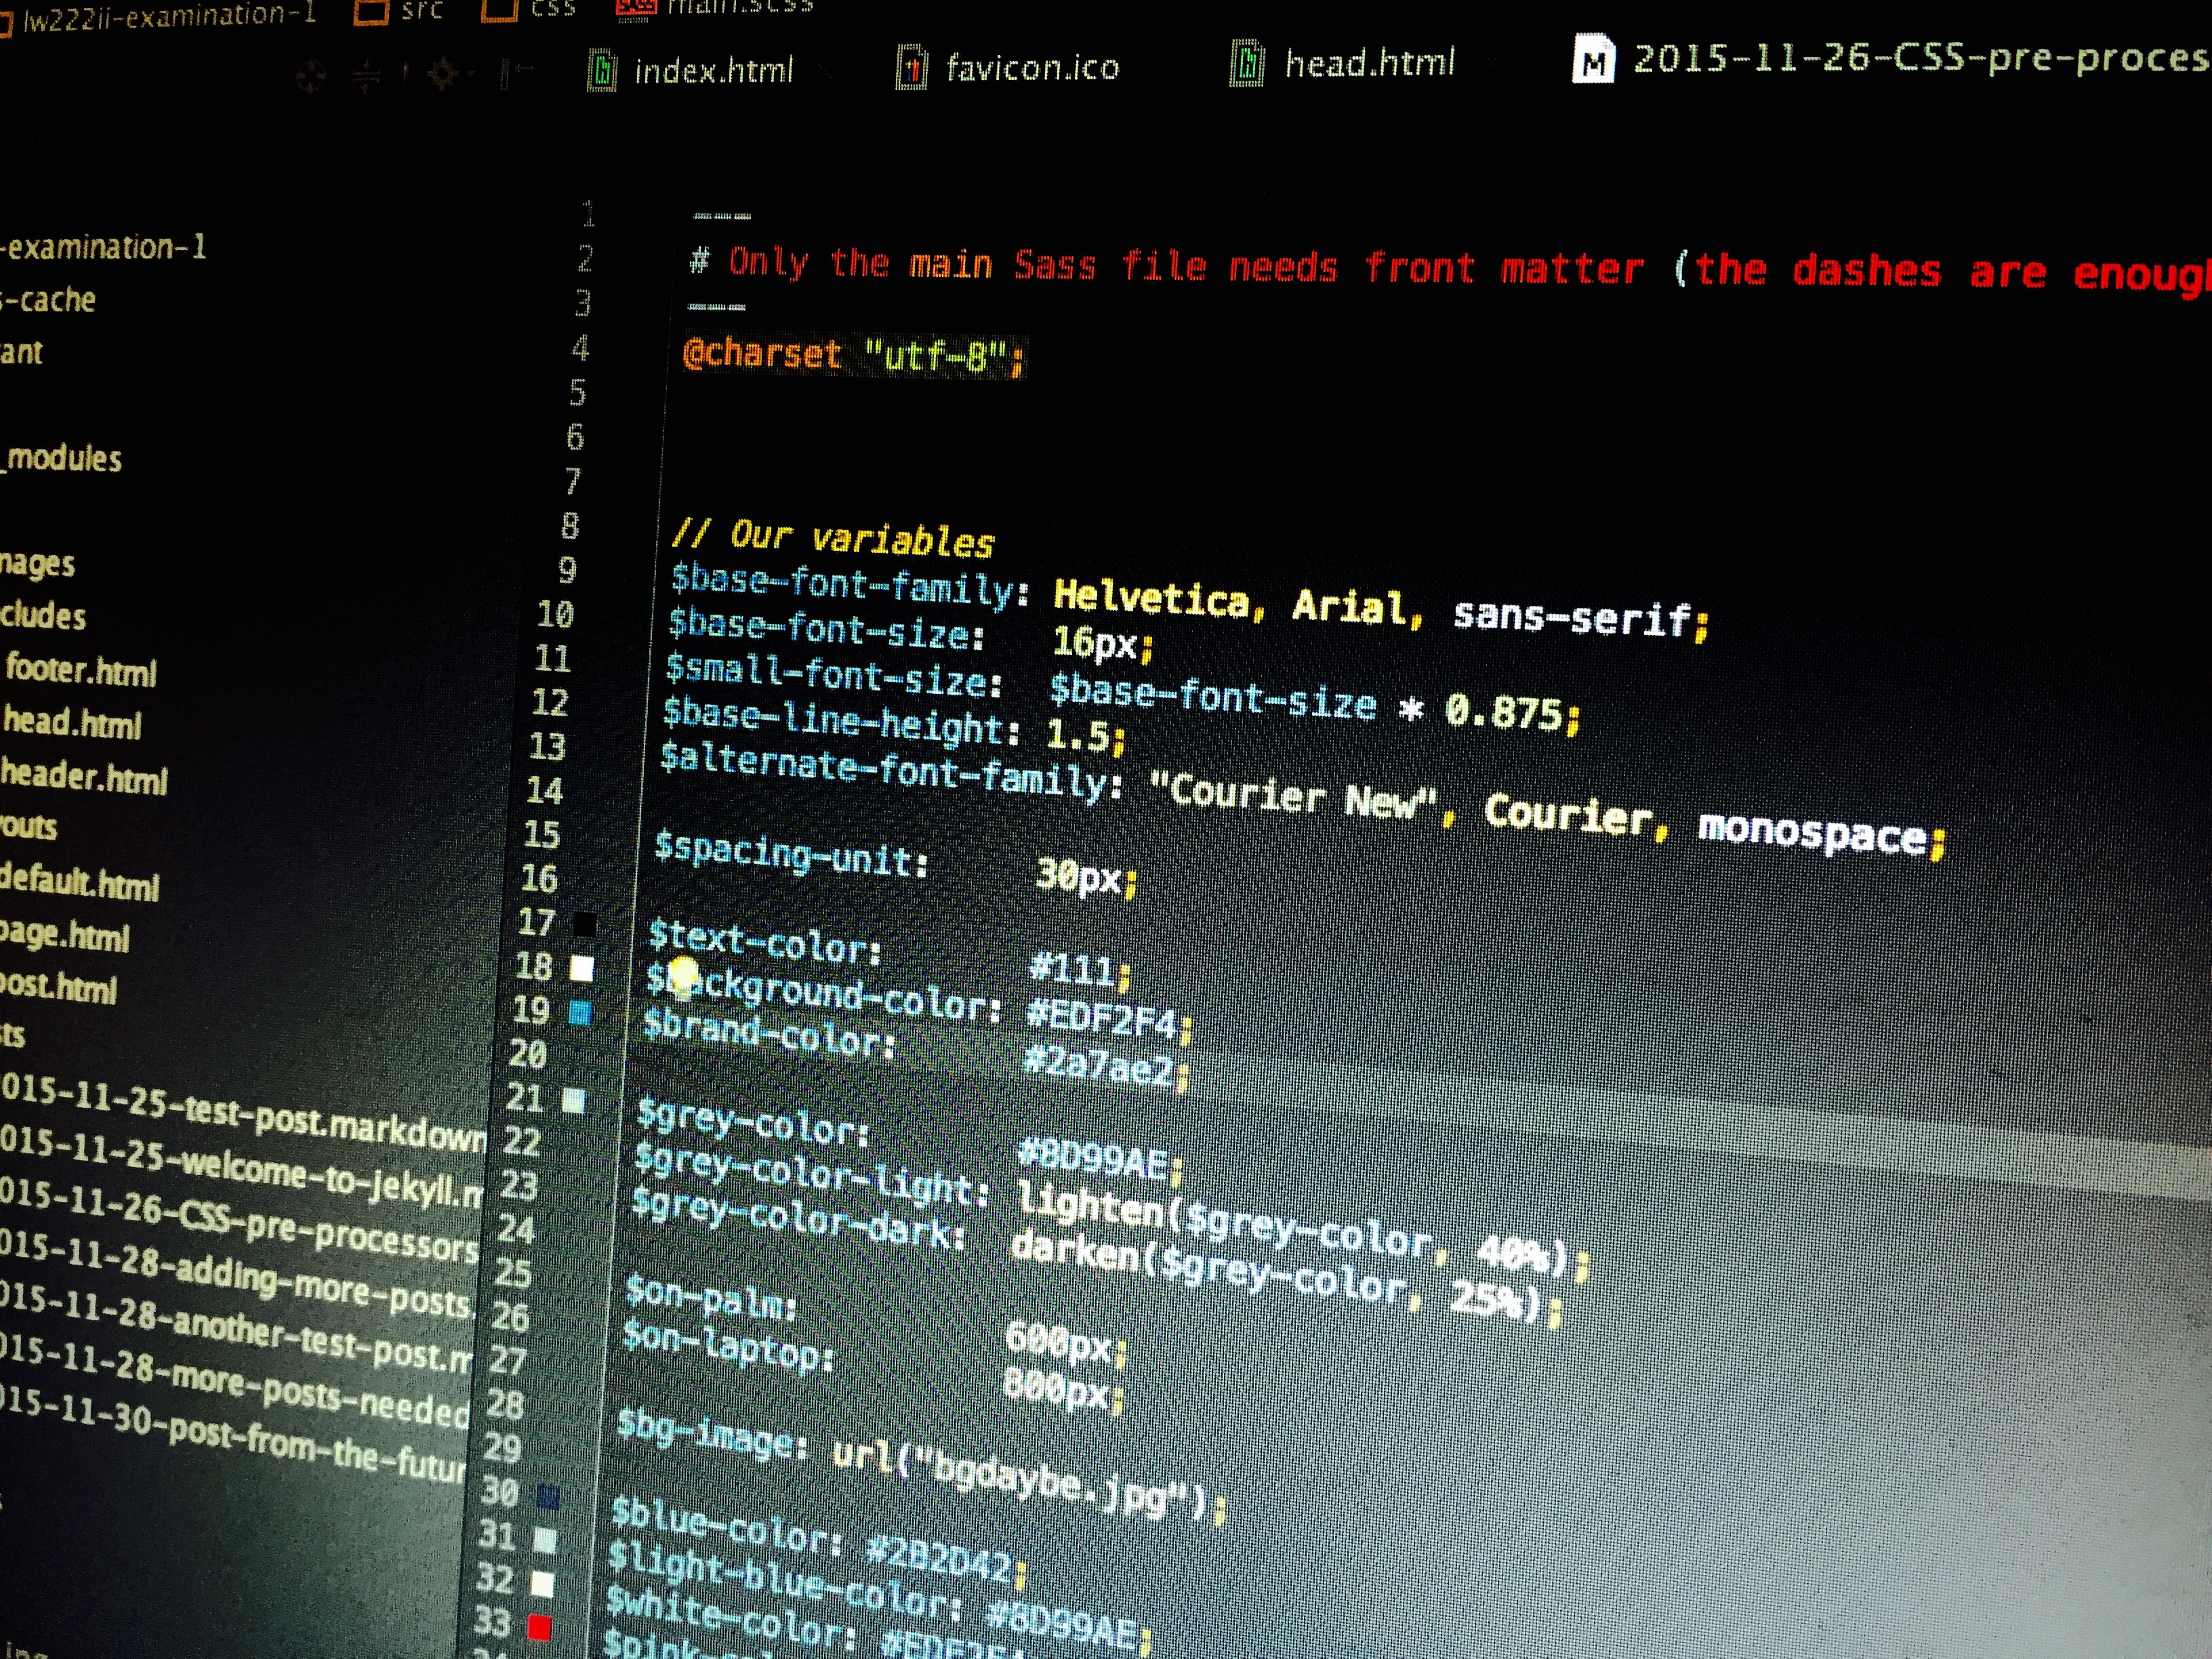 lw222ii-examination-1 src css main.scss
index.html favicon.ico head.html 2015-11-26-CSS-pre-proces
-examination-1
s-cache
ant
_modules
nages
cludes
footer.html
head.html
header.html
outs
default.html
page.html
post.html
sts
015-11-25-test-post.markdown
015-11-25-welcome-to-jekyll.m
015-11-26-CSS-pre-processors
015-11-28-adding-more-posts.
015-11-28-another-test-post.m
015-11-28-more-posts-needed
015-11-30-post-from-the-futur
1 ---
2 # Only the main Sass file needs front matter (the dashes are enough
3 ---
4 @charset "utf-8";
5
6
7
8 // Our variables
9 $base-font-family: Helvetica, Arial, sans-serif;
10 $base-font-size: 16px;
11 $small-font-size: $base-font-size * 0.875;
12 $base-line-height: 1.5;
13 $alternate-font-family: "Courier New", Courier, monospace;
14
15 $spacing-unit: 30px;
16
17 $text-color: #111;
18 $background-color: #EDF2F4;
19 $brand-color: #2a7ae2;
20
21 $grey-color: #8D99AE;
22 $grey-color-light: lighten($grey-color, 40%);
23 $grey-color-dark: darken($grey-color, 25%);
24
25 $on-palm: 600px;
26 $on-laptop: 800px;
27
28 $bg-image: url("bgdaybe.jpg");
29
30 $blue-color: #2B2D42;
31 $light-blue-color: #8D99AE;
32 $white-color:
33